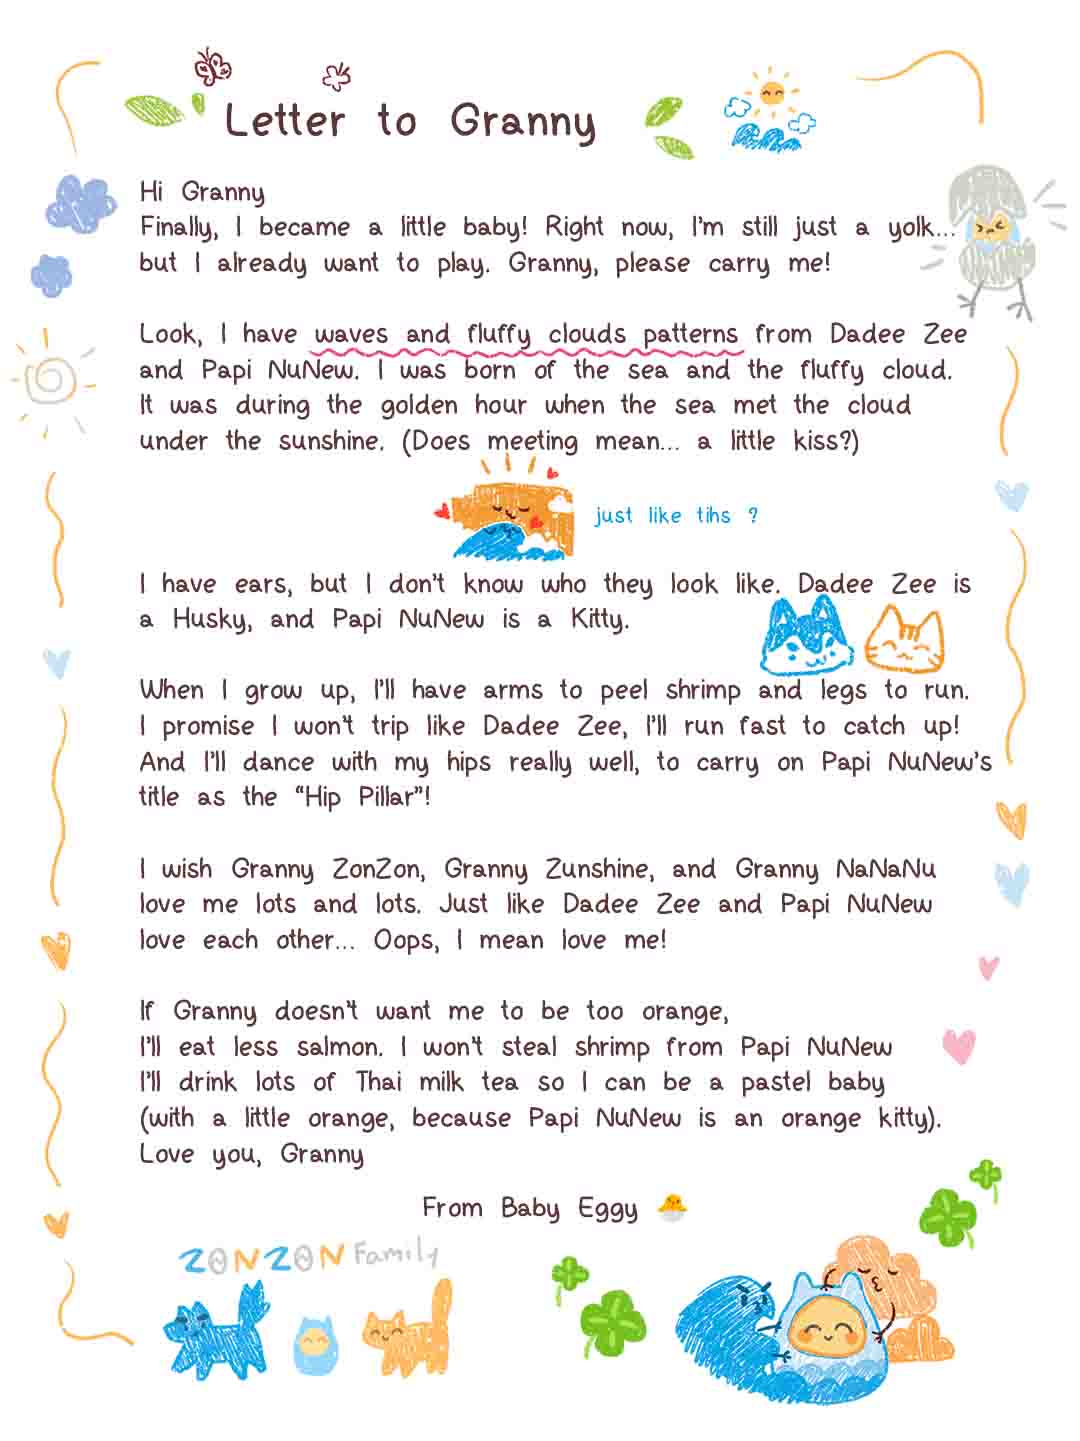 Letter to Granny
Hi Granny
Finally, I became a little baby! Right now, I'm still just a yolk...
but I already want to play. Granny, please carry me!
Look, I have waves and fluffy clouds patterns from Dadee Zee
and Papi NuNew. I was born of the sea and the fluffy cloud.
It was during the golden hour when the sea met the cloud
under the sunshine. (Does meeting mean... a little kiss?)
just like tihs ?
I have ears, but I don't know who they look like. Dadee Zee is
a Husky, and Papi NuNew is a Kitty.
When I grow up, I'll have arms to peel shrimp and legs to run.
I promise I won't trip like Dadee Zee, I'll run fast to catch up!
And I'll dance with my hips really well, to carry on Papi NuNew's
title as the “Hip Pillar”!
I wish Granny ZonZon, Granny Zunshine, and Granny NaNaNu
love me lots and lots. Just like Dadee Zee and Papi NuNew
love each other... Oops, I mean love me!
If Granny doesn't want me to be too orange,
I'll eat less salmon. I won't steal shrimp from Papi NuNew
I'll drink lots of Thai milk tea so I can be a pastel baby
(with a little orange, because Papi NuNew is an orange kitty).
Love you, Granny
From Baby Eggy
ZONZON Family